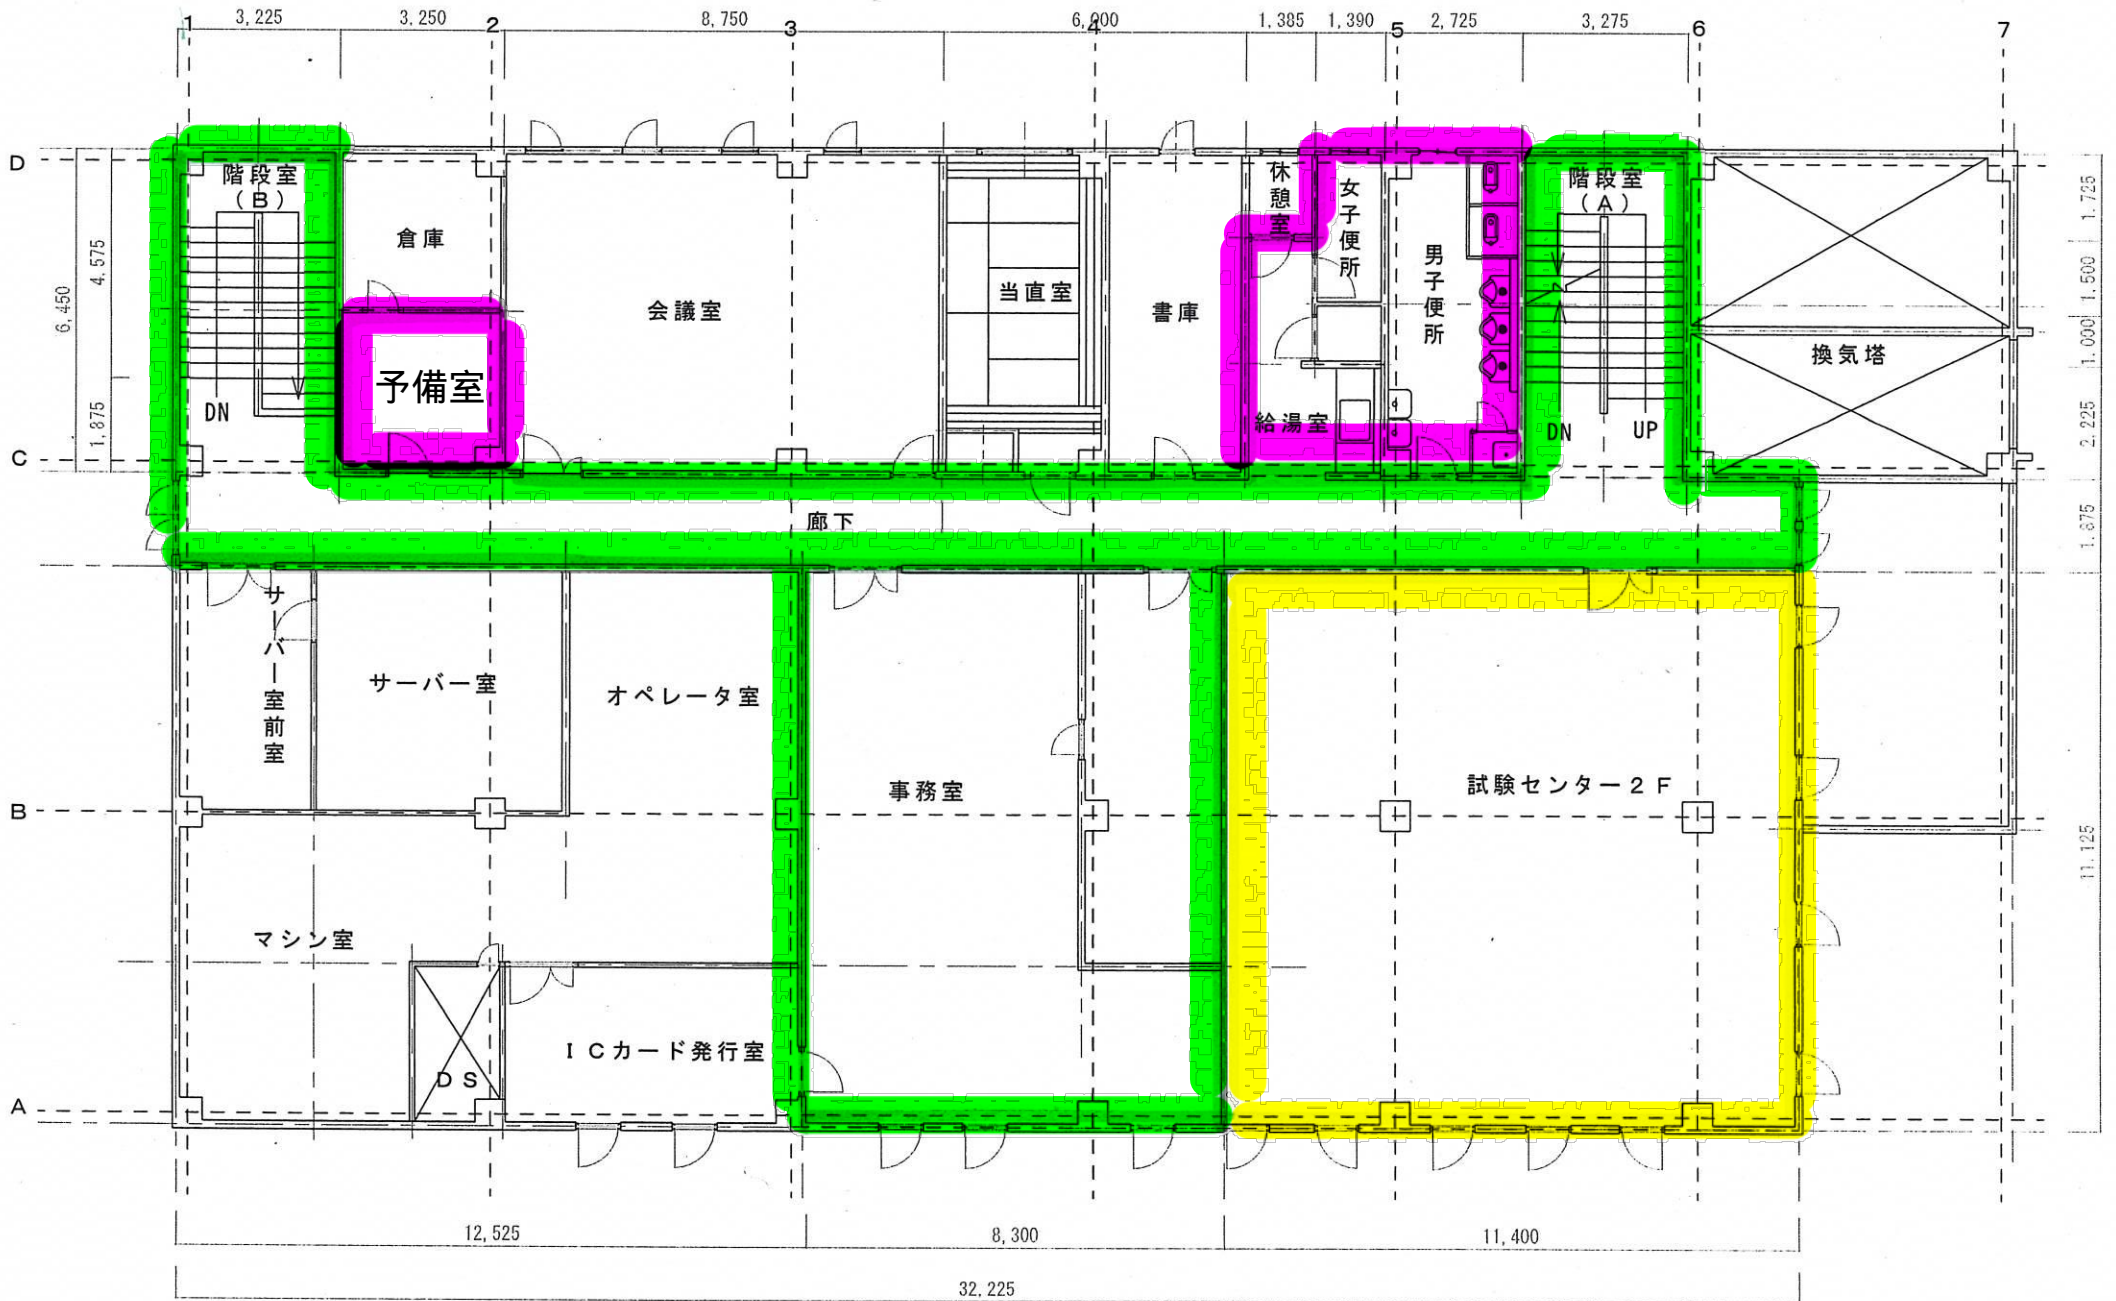 3,225 3,250 8,750 6,000 1,385 1,390 2,725 3,275
1 2 3 4 5 6 7
D
C
B
A
6,450
4,575
1,875
1.725
1.500
1.000
2.225
1.875
11.125
階段室
(B)
DN
倉庫
予備室
会議室
当直室
書庫
休憩室
女子便所
男子便所
給湯室
階段室
(A)
DN
UP
換気塔
廊下
サーバー室前室
サーバー室
オペレータ室
事務室
試験センター2F
マシン室
DS
ICカード発行室
12,525 8,300 11,400
32,225